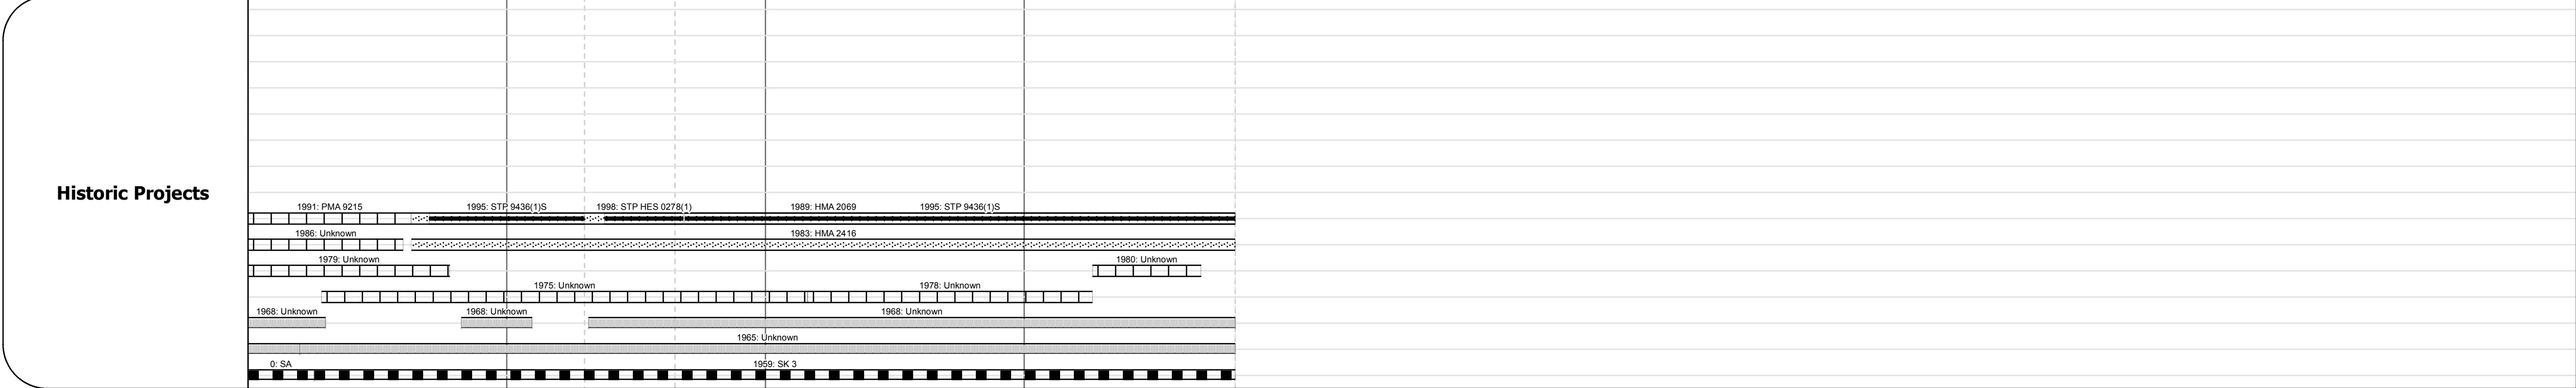 Historic Projects
1991: PMA 9215 1995: STP 9436(1)S 1998: STP HES 0278(1) 1989: HMA 2069 1995: STP 9436(1)S
1986: Unknown 1983: HMA 2416
1979: Unknown 1980: Unknown
1975: Unknown 1978: Unknown
1968: Unknown 1968: Unknown 1968: Unknown
1965: Unknown
0: SA 1959: SK 3